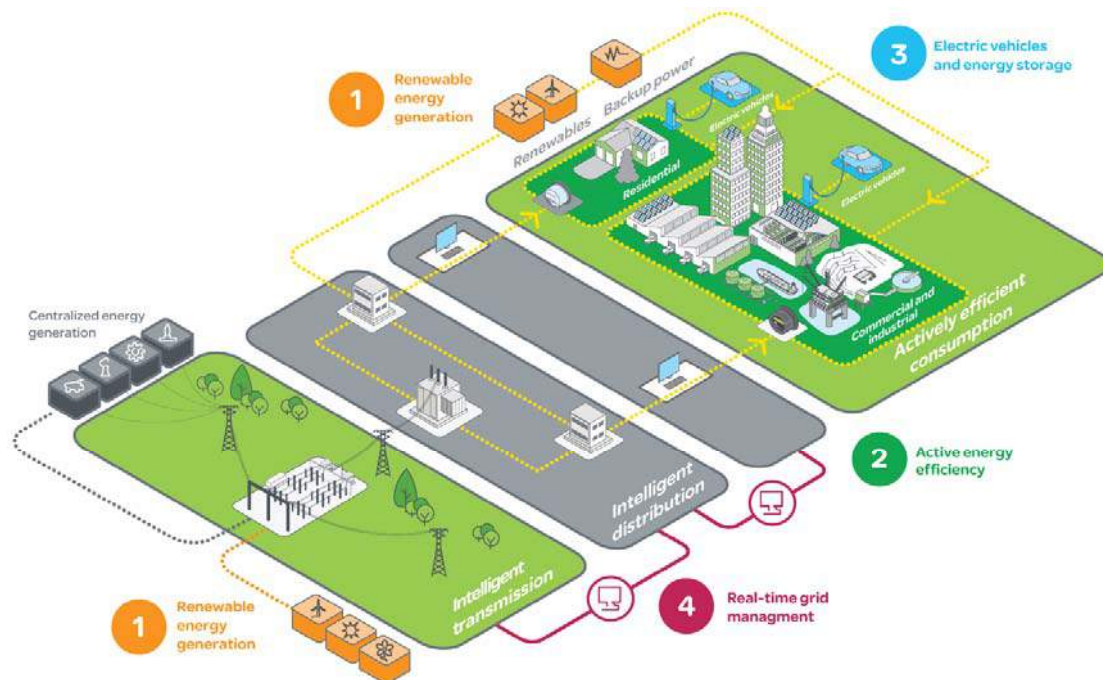 1
Renewable
energy
generation
Renewables
Backup power
3
Electric vehicles
and energy storage
Electric vehicles
Residential
Electric vehicles
Commercial and
industrial
Actively efficient
consumption
Centralized energy
generation
Intelligent
distribution
2
Active energy
efficiency
Intelligent
transmission
4
Real-time grid
managment
1
Renewable
energy
generation